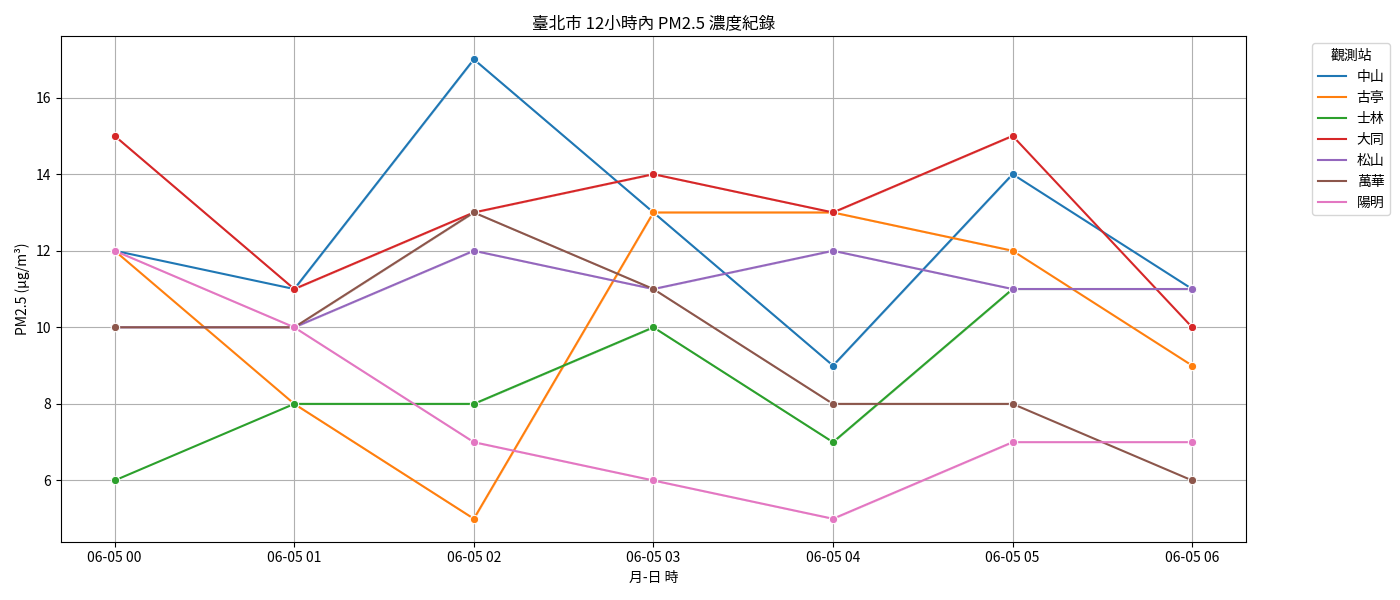 臺北市 12小時內 PM2.5 濃度紀錄
觀測站
中山
古亭
士林
大同
松山
萬華
陽明
PM2.5 (μg/m³)
16
14
12
10
8
6
06-05 00
06-05 01
06-05 02
06-05 03
06-05 04
06-05 05
06-05 06
月-日 時